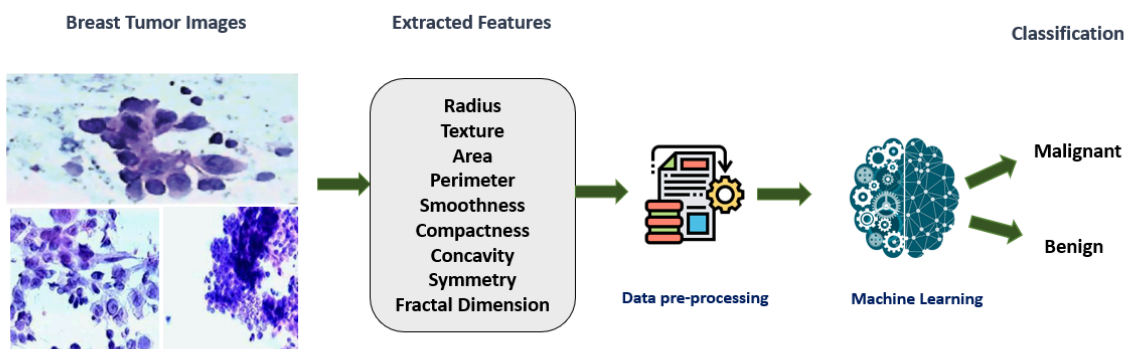 Breast Tumor Images
Extracted Features
Classification
Radius
Texture
Area
Perimeter
Smoothness
Compactness
Concavity
Symmetry
Fractal Dimension
Data pre-processing
Machine Learning
Malignant
Benign